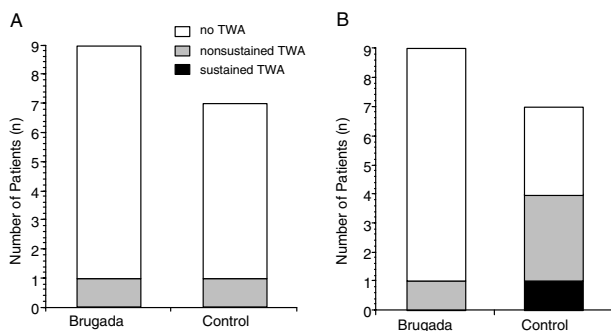 A
no TWA
nonsustained TWA
sustained TWA
Number of Patients (n)
9
8
7
6
5
4
3
2
1
0
Brugada Control
B
Number of Patients (n)
9
8
7
6
5
4
3
2
1
0
Brugada Control